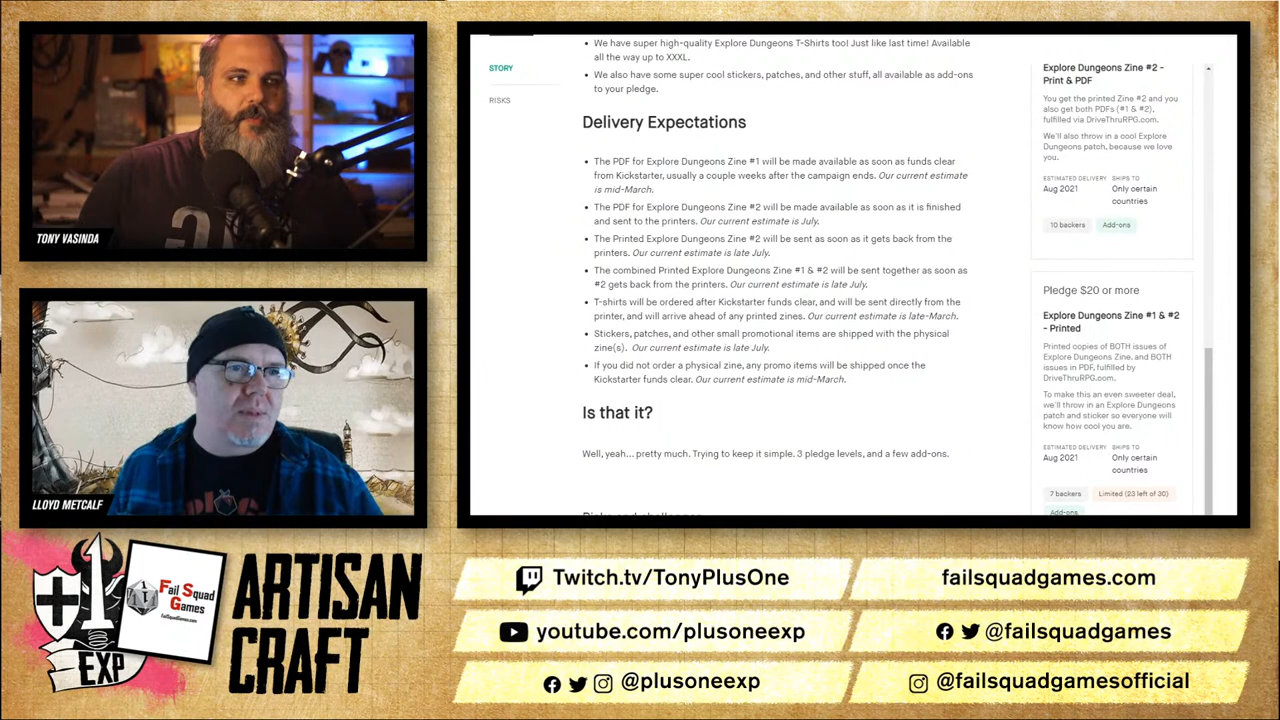 TONY VASINDA
LLOYD METCALF
STORY
RISKS
We have super high-quality Explore Dungeons T-Shirts too! Just like last time! Available
all the way up to XXXL.
We also have some super cool stickers, patches, and other stuff, all available as add-ons
to your pledge.
Delivery Expectations
The PDF for Explore Dungeons Zine #1 will be made available as soon as funds clear
from Kickstarter, usually a couple weeks after the campaign ends. Our current estimate
is mid-March.
The PDF for Explore Dungeons Zine #2 will be made available as soon as it is finished
and sent to the printers. Our current estimate is July.
The Printed Explore Dungeons Zine #2 will be sent as soon as it gets back from the
printers. Our current estimate is late July.
The combined Printed Explore Dungeons Zine #1 & #2 will be sent together as soon as
#2 gets back from the printers. Our current estimate is late July.
T-shirts will be ordered after Kickstarter funds clear, and will be sent directly from the
printer, and will arrive ahead of any printed zines. Our current estimate is late-March.
Stickers, patches, and other small promotional items are shipped with the physical
zine(s). Our current estimate is late July.
If you did not order a physical zine, any promo items will be shipped once the
Kickstarter funds clear. Our current estimate is mid-March.
Is that it?
Well, yeah... pretty much. Trying to keep it simple. 3 pledge levels, and a few add-ons.
Explore Dungeons Zine #2 -
Print & PDF
You get the printed Zine #2 and you
also get both PDFs (#1 & #2),
fulfilled via DriveThruRPG.com.
We'll also throw in a cool Explore
Dungeons patch, because we love
you.
ESTIMATED DELIVERY SHIPS TO
Aug 2021 Only certain
countries
10 backers Add-ons
Pledge $20 or more
Explore Dungeons Zine #1 & #2
- Printed
Printed copies of BOTH issues of
Explore Dungeons Zine. and BOTH
issues in PDF, fulfilled by
DriveThruRPG.com.
To make this an even sweeter deal,
we'll throw in an Explore Dungeons
patch and sticker so everyone will
know how cool you are.
ESTIMATED DELIVERY SHIPS TO
Aug 2021 Only certain
countries
7 backers Limited (23 left of 30)
Add-ons
+1
EXP
Fail Squad
Games
FailSquadGames.com
ARTISAN
CRAFT
Twitch.tv/TonyPlusOne
youtube.com/plusoneexp
@plusoneexp
failsquadgames.com
@failsquadgames
@failsquadgamesofficial